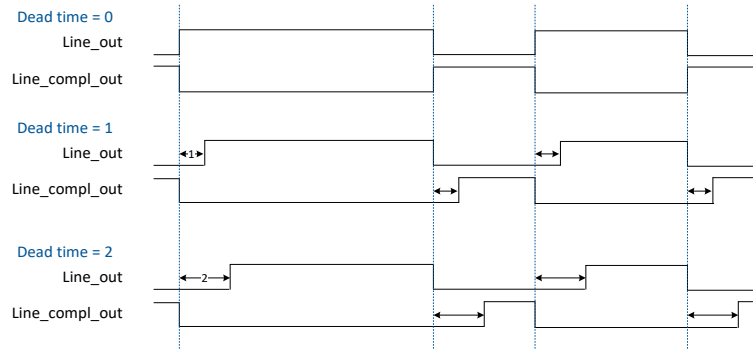 Dead time = 0
Line_out
Line_compl_out
Dead time = 1
Line_out
1
Line_compl_out
Dead time = 2
Line_out
2
Line_compl_out